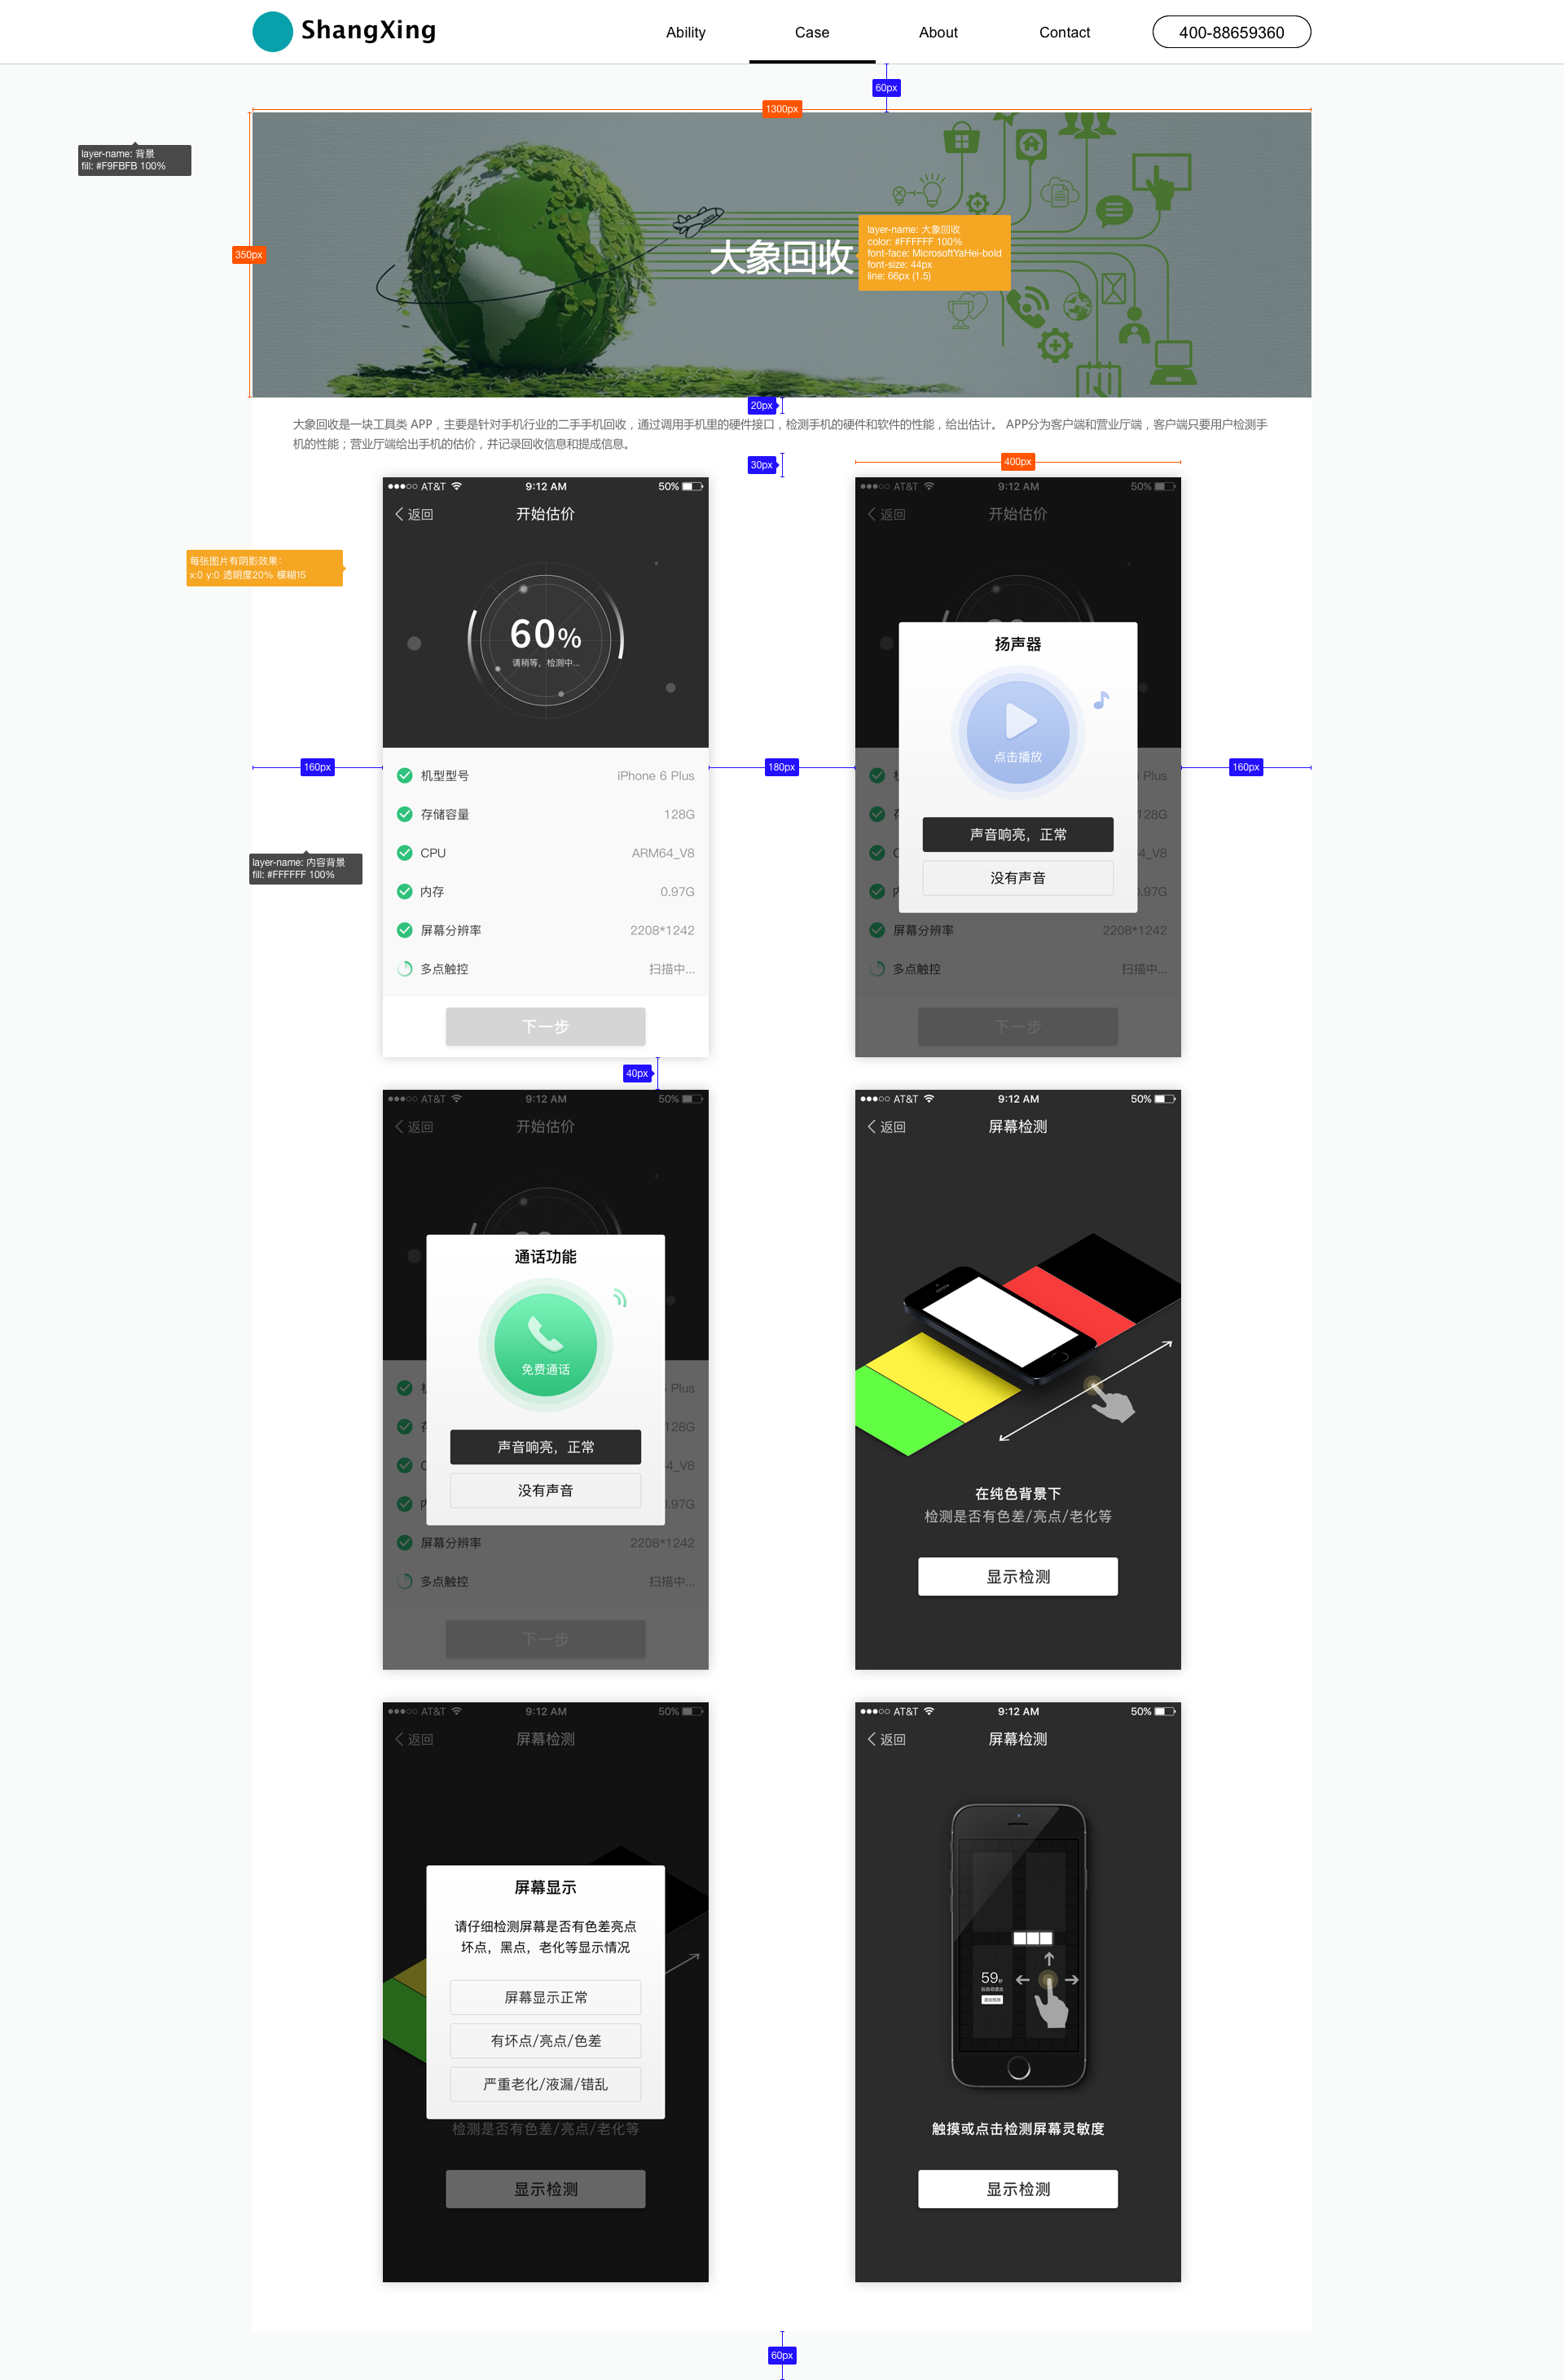 ShangXing
Ability
Case
About
Contact
400-88659360
60px
1300px
layer-name: 背景
fill: #F9FBFB 100%
350px
大象回收
layer-name: 大象回收
color: #FFFFFF 100%
font-face: MicrosoftYaHei-bold
font-size: 44px
line: 66px (1.5)
20px
大象回收是一块工具类 APP，主要是针对手机行业的二手手机回收，通过调用手机里的硬件接口，检测手机的硬件和软件的性能，给出估计。 APP分为客户端和营业厅端，客户端只要用户检测手
机的性能；营业厅端给出手机的估价，并记录回收信息和提成信息。
30px
400px
AT&T 9:12 AM 50%
返回 开始估价
每张图片有阴影效果：
x:0 y:0 透明度20% 模糊15
60%
请稍等，检测中...
160px
180px
160px
机型型号 iPhone 6 Plus
存储容量 128G
CPU ARM64_V8
layer-name: 内容背景
fill: #FFFFFF 100%
内存 0.97G
屏幕分辨率 2208*1242
多点触控 扫描中...
下一步
AT&T 9:12 AM 50%
返回 开始估价
扬声器
点击播放
Plus
128G
声音响亮，正常
4_V8
没有声音
0.97G
屏幕分辨率 2208*1242
多点触控 扫描中...
下一步
40px
AT&T 9:12 AM 50%
返回 开始估价
通话功能
免费通话
Plus
128G
声音响亮，正常
4_V8
没有声音
0.97G
屏幕分辨率 2208*1242
多点触控 扫描中...
下一步
AT&T 9:12 AM 50%
返回 屏幕检测
在纯色背景下
检测是否有色差/亮点/老化等
显示检测
AT&T 9:12 AM 50%
返回 屏幕检测
屏幕显示
请仔细检测屏幕是否有色差亮点
坏点，黑点，老化等显示情况
屏幕显示正常
有坏点/亮点/色差
严重老化/液漏/错乱
检测是否有色差/亮点/老化等
显示检测
AT&T 9:12 AM 50%
返回 屏幕检测
59
触摸或点击检测屏幕灵敏度
显示检测
60px